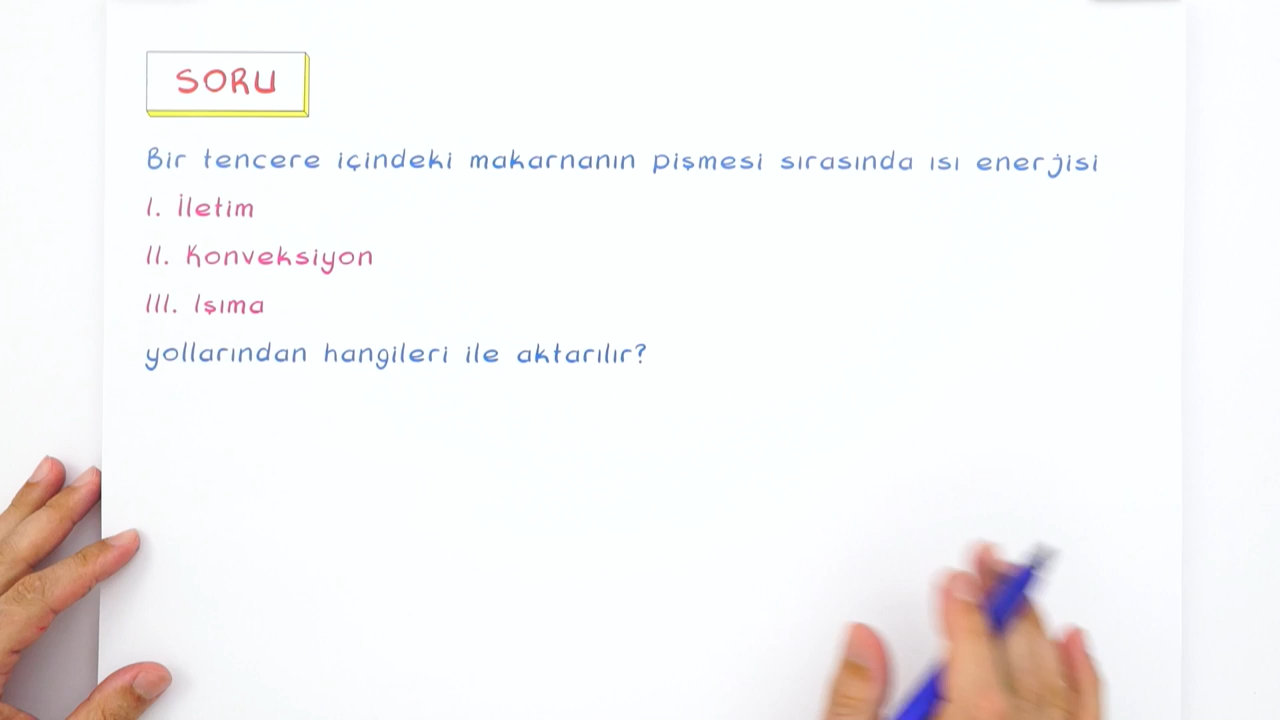 SORU
Bir tencere içindeki makarnanın pişmesi sırasında ısı enerjisi
I. İletim
II. Konveksiyon
III. Işıma
yollarından hangileri ile aktarılır?